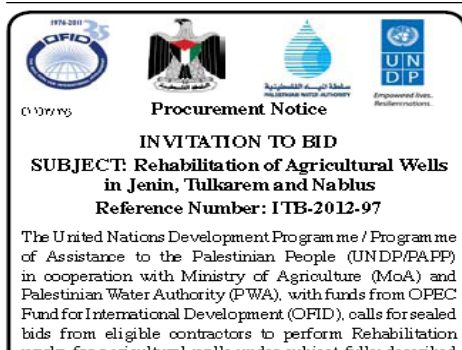 1976-2011 35
OFID
سلطة المياه الفلسطينية
PALESTINIAN WATER AUTHORITY
U N
D P
Empowered lives.
Resilient nations.
Procurement Notice
INVITATION TO BID
SUBJECT: Rehabilitation of Agricultural Wells
in Jenin, Tulkarem and Nablus
Reference Number: ITB-2012-97
The United Nations Development Programme / Programme
of Assistance to the Palestinian People (UNDP/PAPP)
in cooperation with Ministry of Agriculture (MoA) and
Palestinian Water Authority (PWA), with funds from OPEC
Fund for International Development (OFID), calls for sealed
bids from eligible contractors to perform Rehabilitation